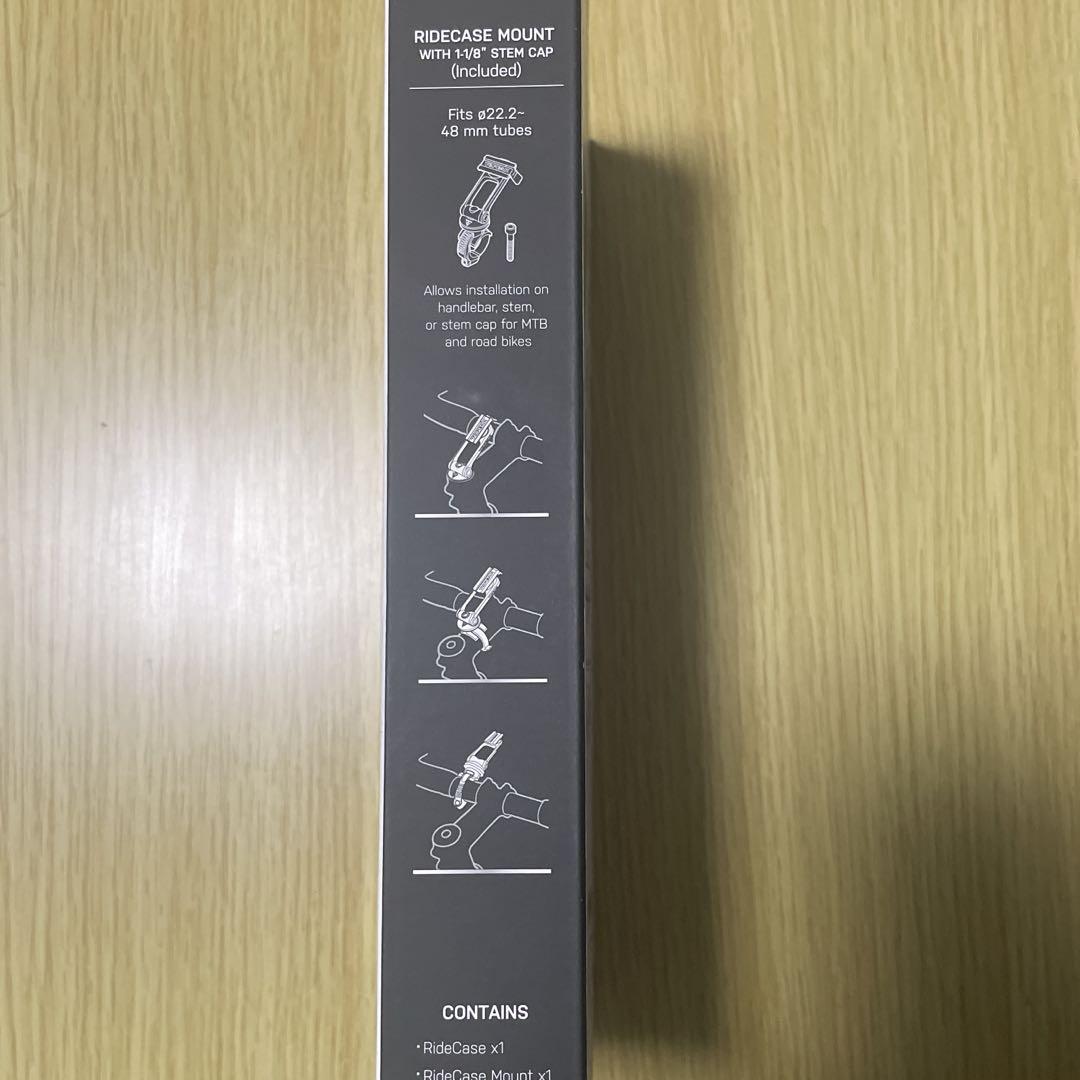 RIDECASE MOUNT
WITH 1-1/8" STEM CAP
(Included)
Fits ø22.2~
48 mm tubes
Allows installation on
handlebar, stem,
or stem cap for MTB
and road bikes
CONTAINS
• RideCase x1
• RideCase Mount x1